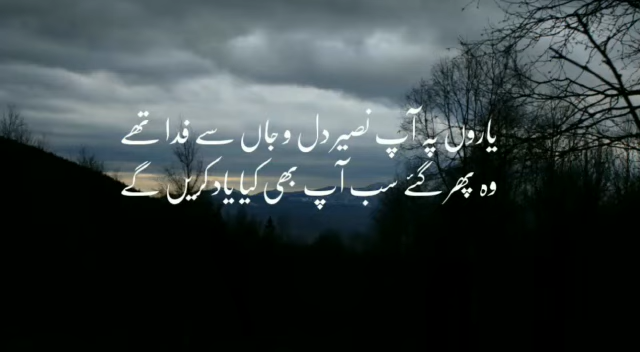 یاروں پہ آپ نصیر دل و جاں سے فدا تھے
وہ پھر گئے سب آپ بھی کیا یاد کریں گے